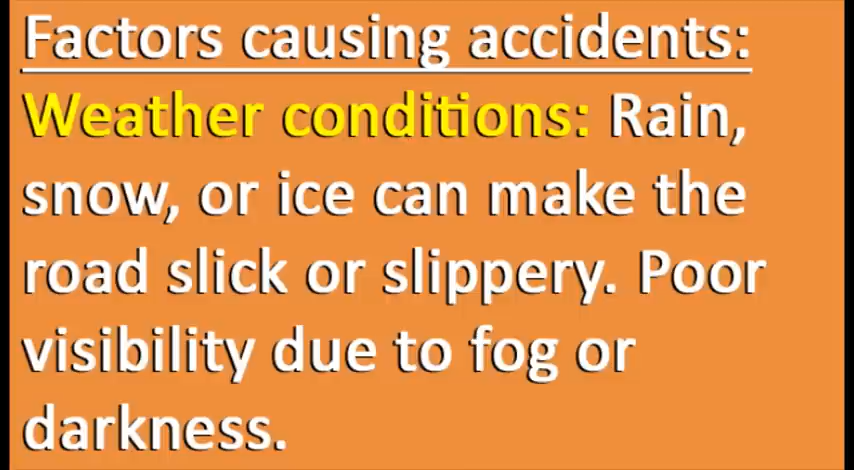 Factors causing accidents:
Weather conditions: Rain,
snow, or ice can make the
road slick or slippery. Poor
visibility due to fog or
darkness.